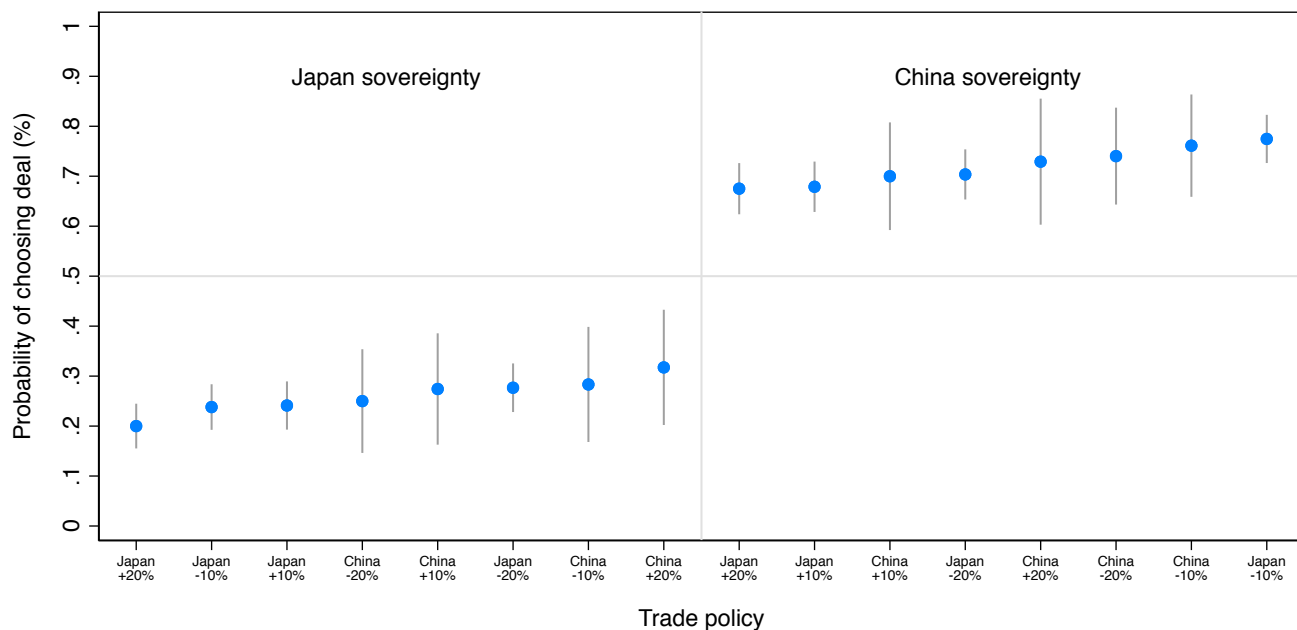 Japan sovereignty
China sovereignty
Probability of choosing deal (%)
1
.9
.8
.7
.6
.5
.4
.3
.2
.1
0
Japan +20%
Japan -10%
Japan +10%
China -20%
China +10%
Japan -20%
China -10%
China +20%
Japan +20%
Japan +10%
China +10%
Japan -20%
China +20%
China -20%
China -10%
Japan -10%
Trade policy